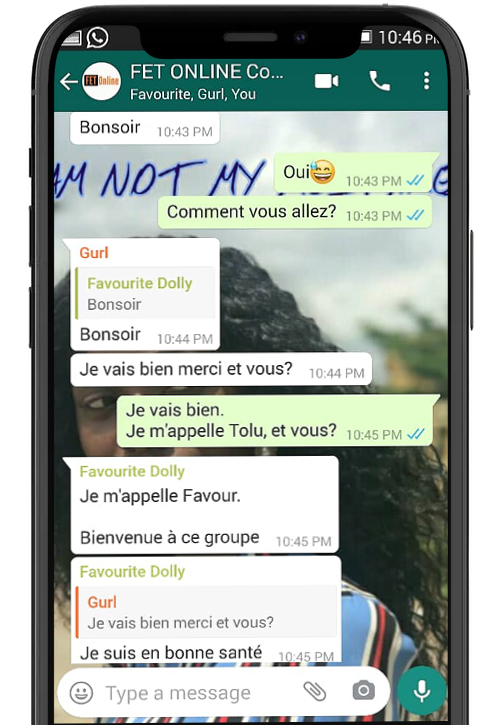 10:46 PM
FET ONLINE Co...
FET Online
Favourite, Gurl, You
Bonsoir 10:43 PM
AM NOT MY
Oui😅 10:43 PM
Comment vous allez? 10:43 PM
Gurl
Favourite Dolly
Bonsoir
Bonsoir 10:44 PM
Je vais bien merci et vous? 10:44 PM
Je vais bien.
Je m'appelle Tolu, et vous? 10:45 PM
Favourite Dolly
Je m'appelle Favour.
Bienvenue à ce groupe 10:45 PM
Favourite Dolly
Gurl
Je vais bien merci et vous?
Je suis en bonne santé 10:45 PM
Type a message